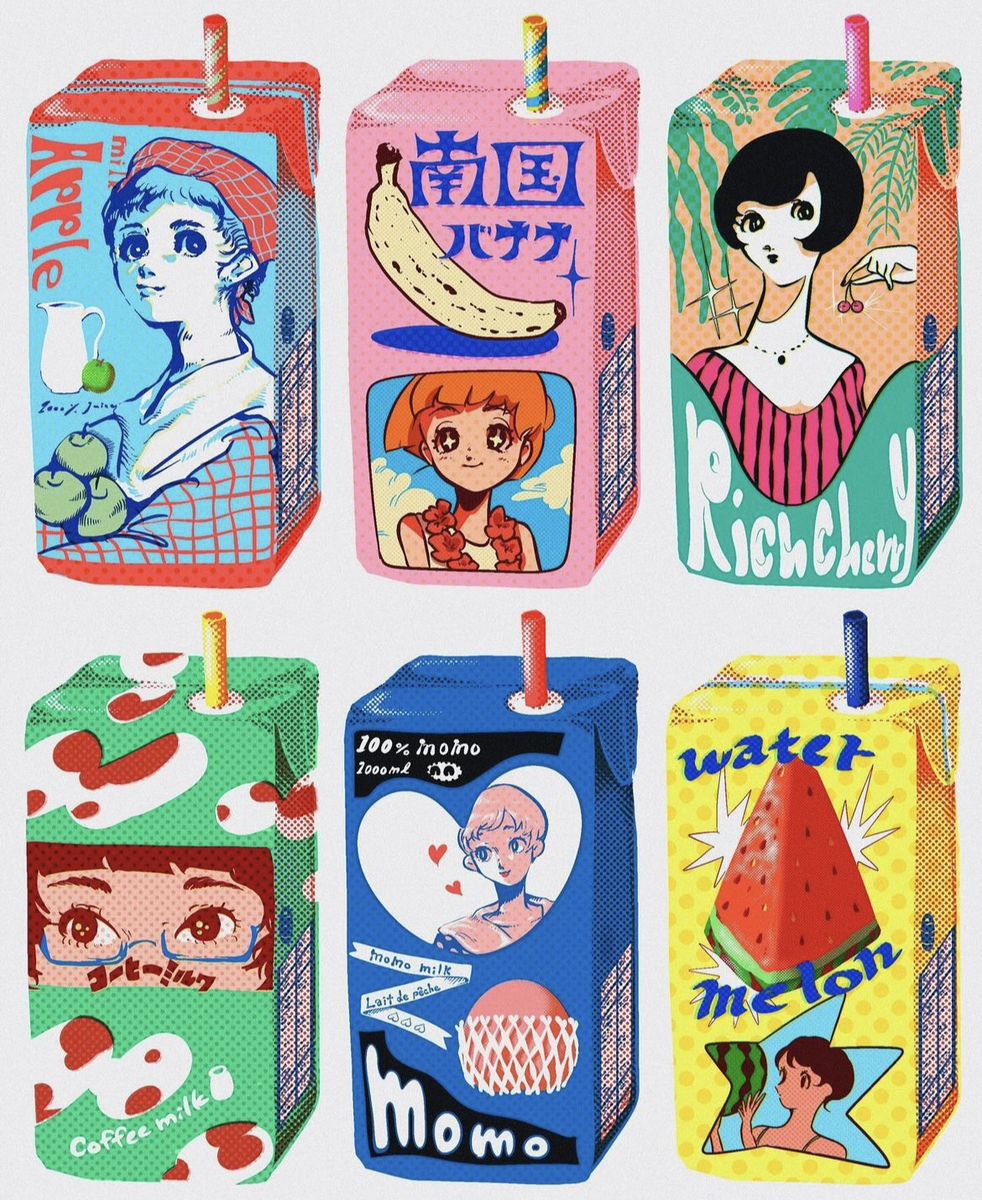 milk
Apple
1000% Juicy
南国
バナナ
Rich Cherry
コーヒーミルク
Coffee milk
100% momo
1000ml
momo milk
Lait de pêche
momo
water
melon